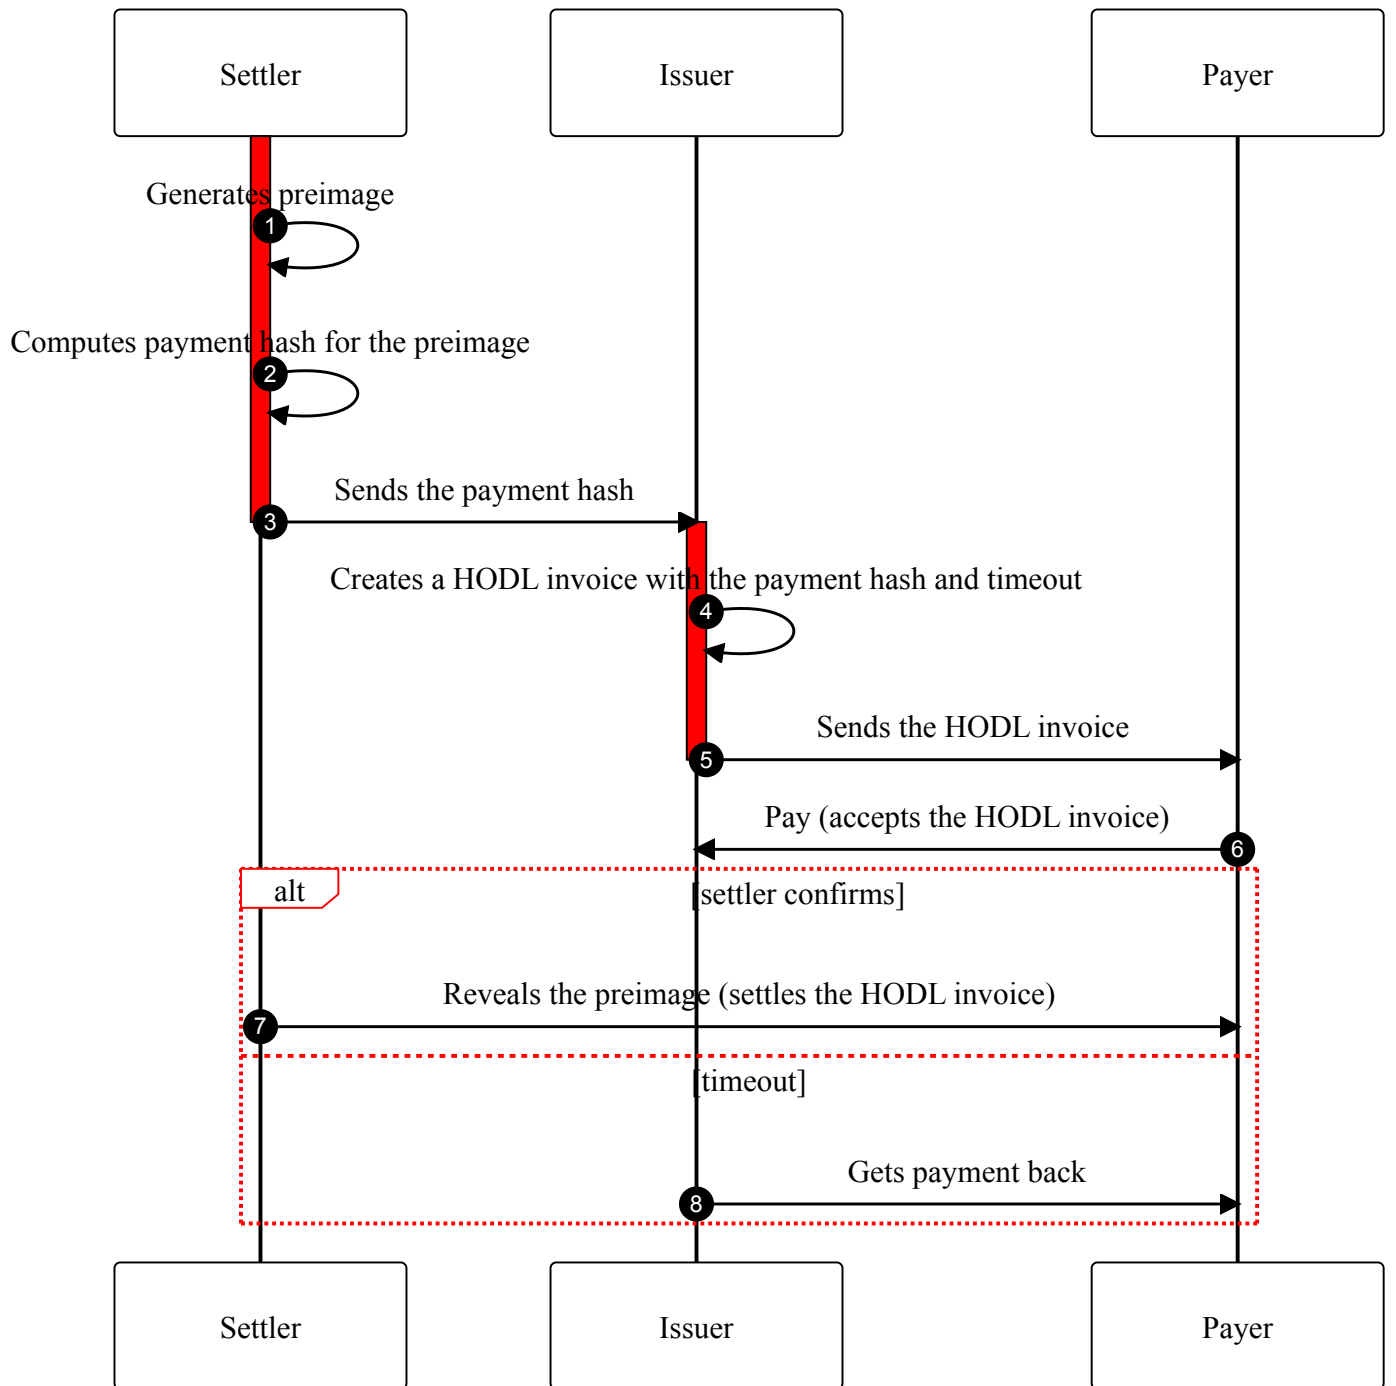 Settler
Issuer
Payer
Generates preimage
1
Computes payment hash for the preimage
2
Sends the payment hash
3
Creates a HODL invoice with the payment hash and timeout
4
Sends the HODL invoice
5
Pay (accepts the HODL invoice)
6
alt
[settler confirms]
Reveals the preimage (settles the HODL invoice)
7
[timeout]
Gets payment back
8
Settler
Issuer
Payer